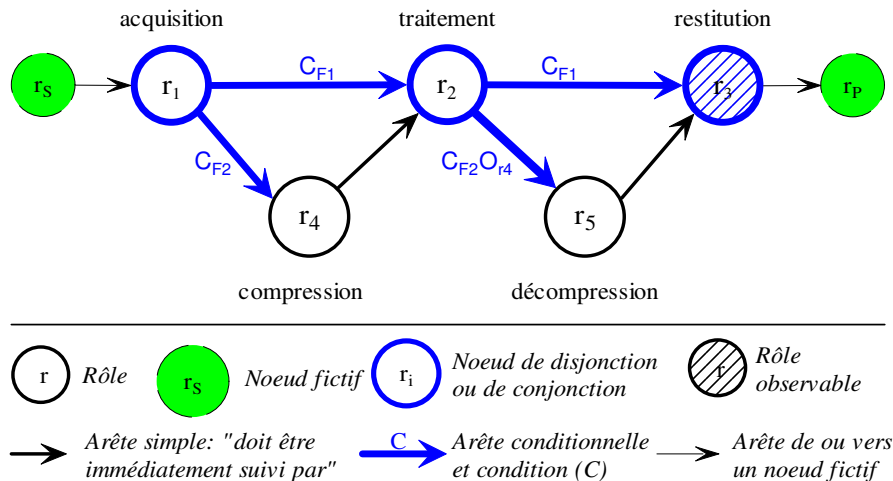 acquisition traitement restitution
r_S r_1 C_F1 r_2 C_F1 r_3 r_P
C_F2 C_F2O_r4
r_4 r_5
compression décompression
r Rôle r_S Noeud fictif r_i Noeud de disjonction r Rôle
ou de conjonction observable
Arête simple: "doit être C Arête conditionnelle Arête de ou vers
immédiatement suivi par" et condition (C) un noeud fictif